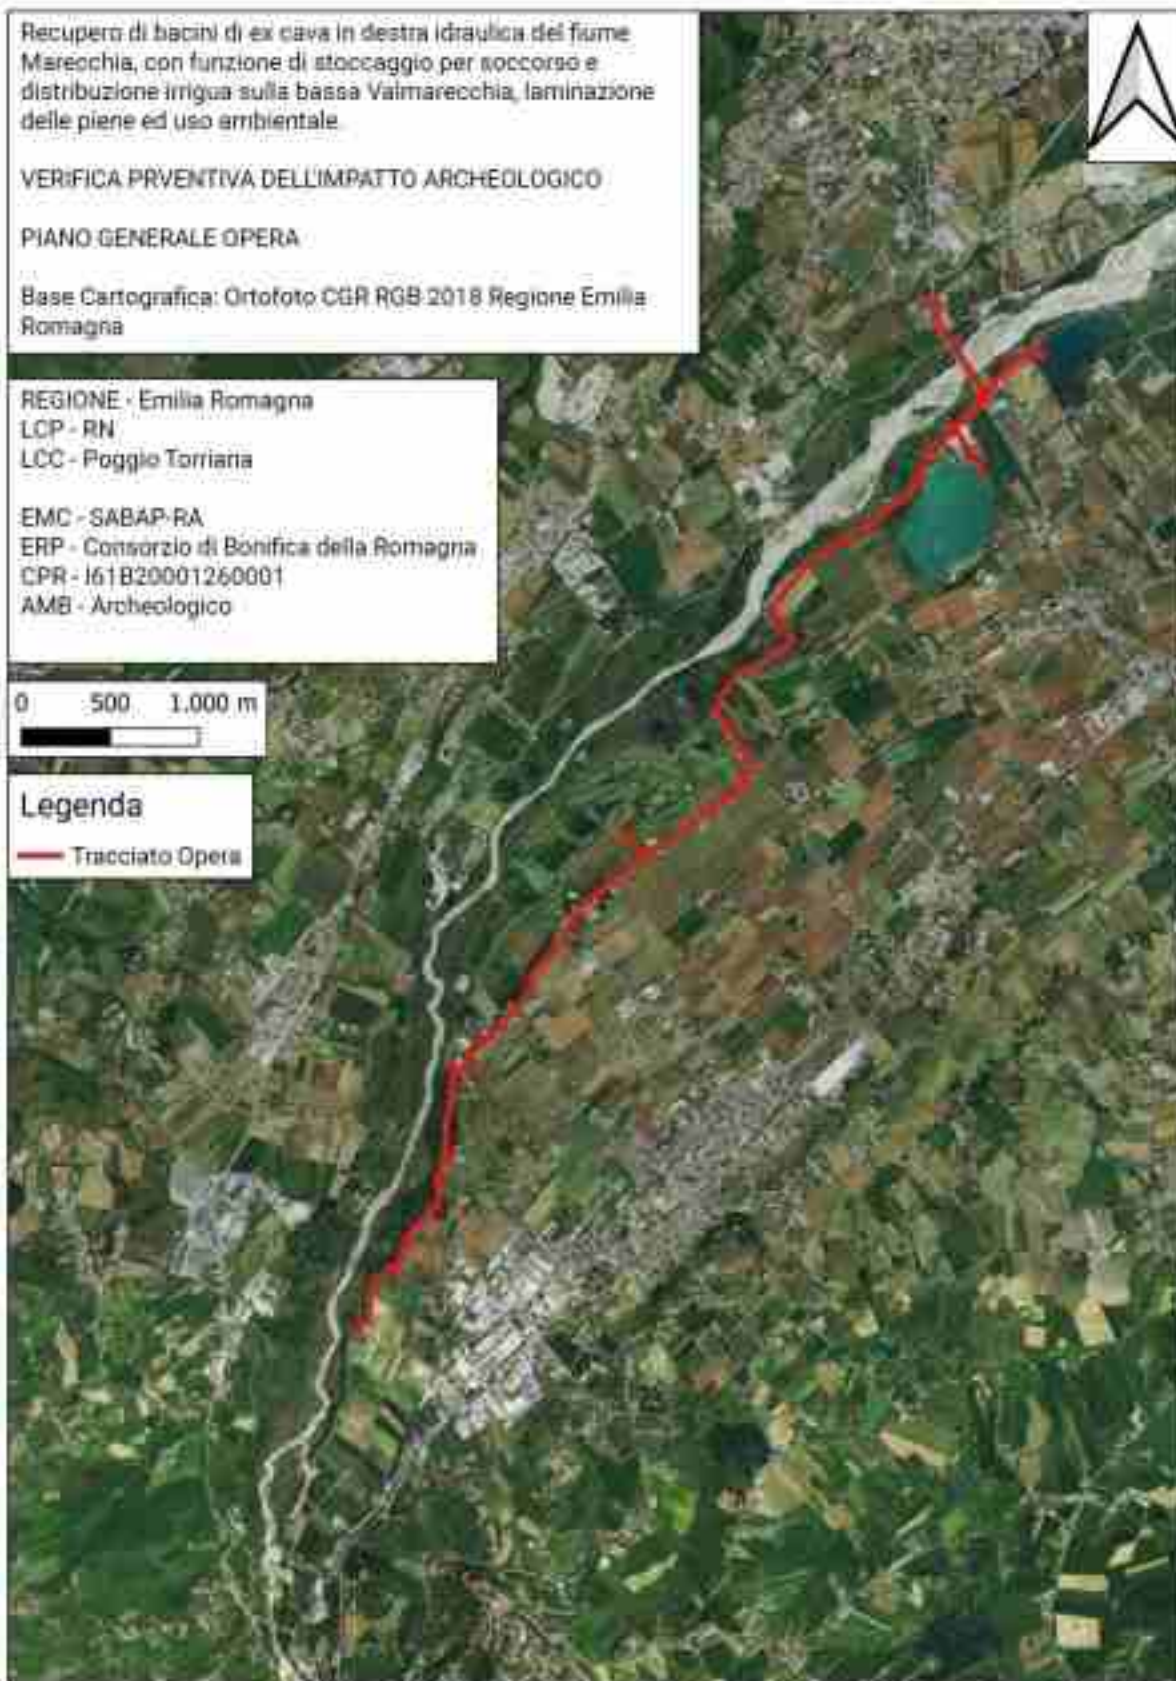 Recupero di bacini di ex cava in destra idraulica del fiume
Marecchia, con funzione di stoccaggio per soccorso e
distribuzione irrigua sulla bassa Valmarecchia, laminazione
delle piene ed uso ambientale.
VERIFICA PRVENTIVA DELL'IMPATTO ARCHEOLOGICO
PIANO GENERALE OPERA
Base Cartografica: Ortofoto CGR RGB 2018 Regione Emilia
Romagna
REGIONE - Emilia Romagna
LCP - RN
LCC - Poggio Torriana
EMC - SABAP-RA
ERP - Consorzio di Bonifica della Romagna
CPR - J61B20001260001
AMB - Archeologico
0 500 1.000 m
Legenda
Tracciato Opera